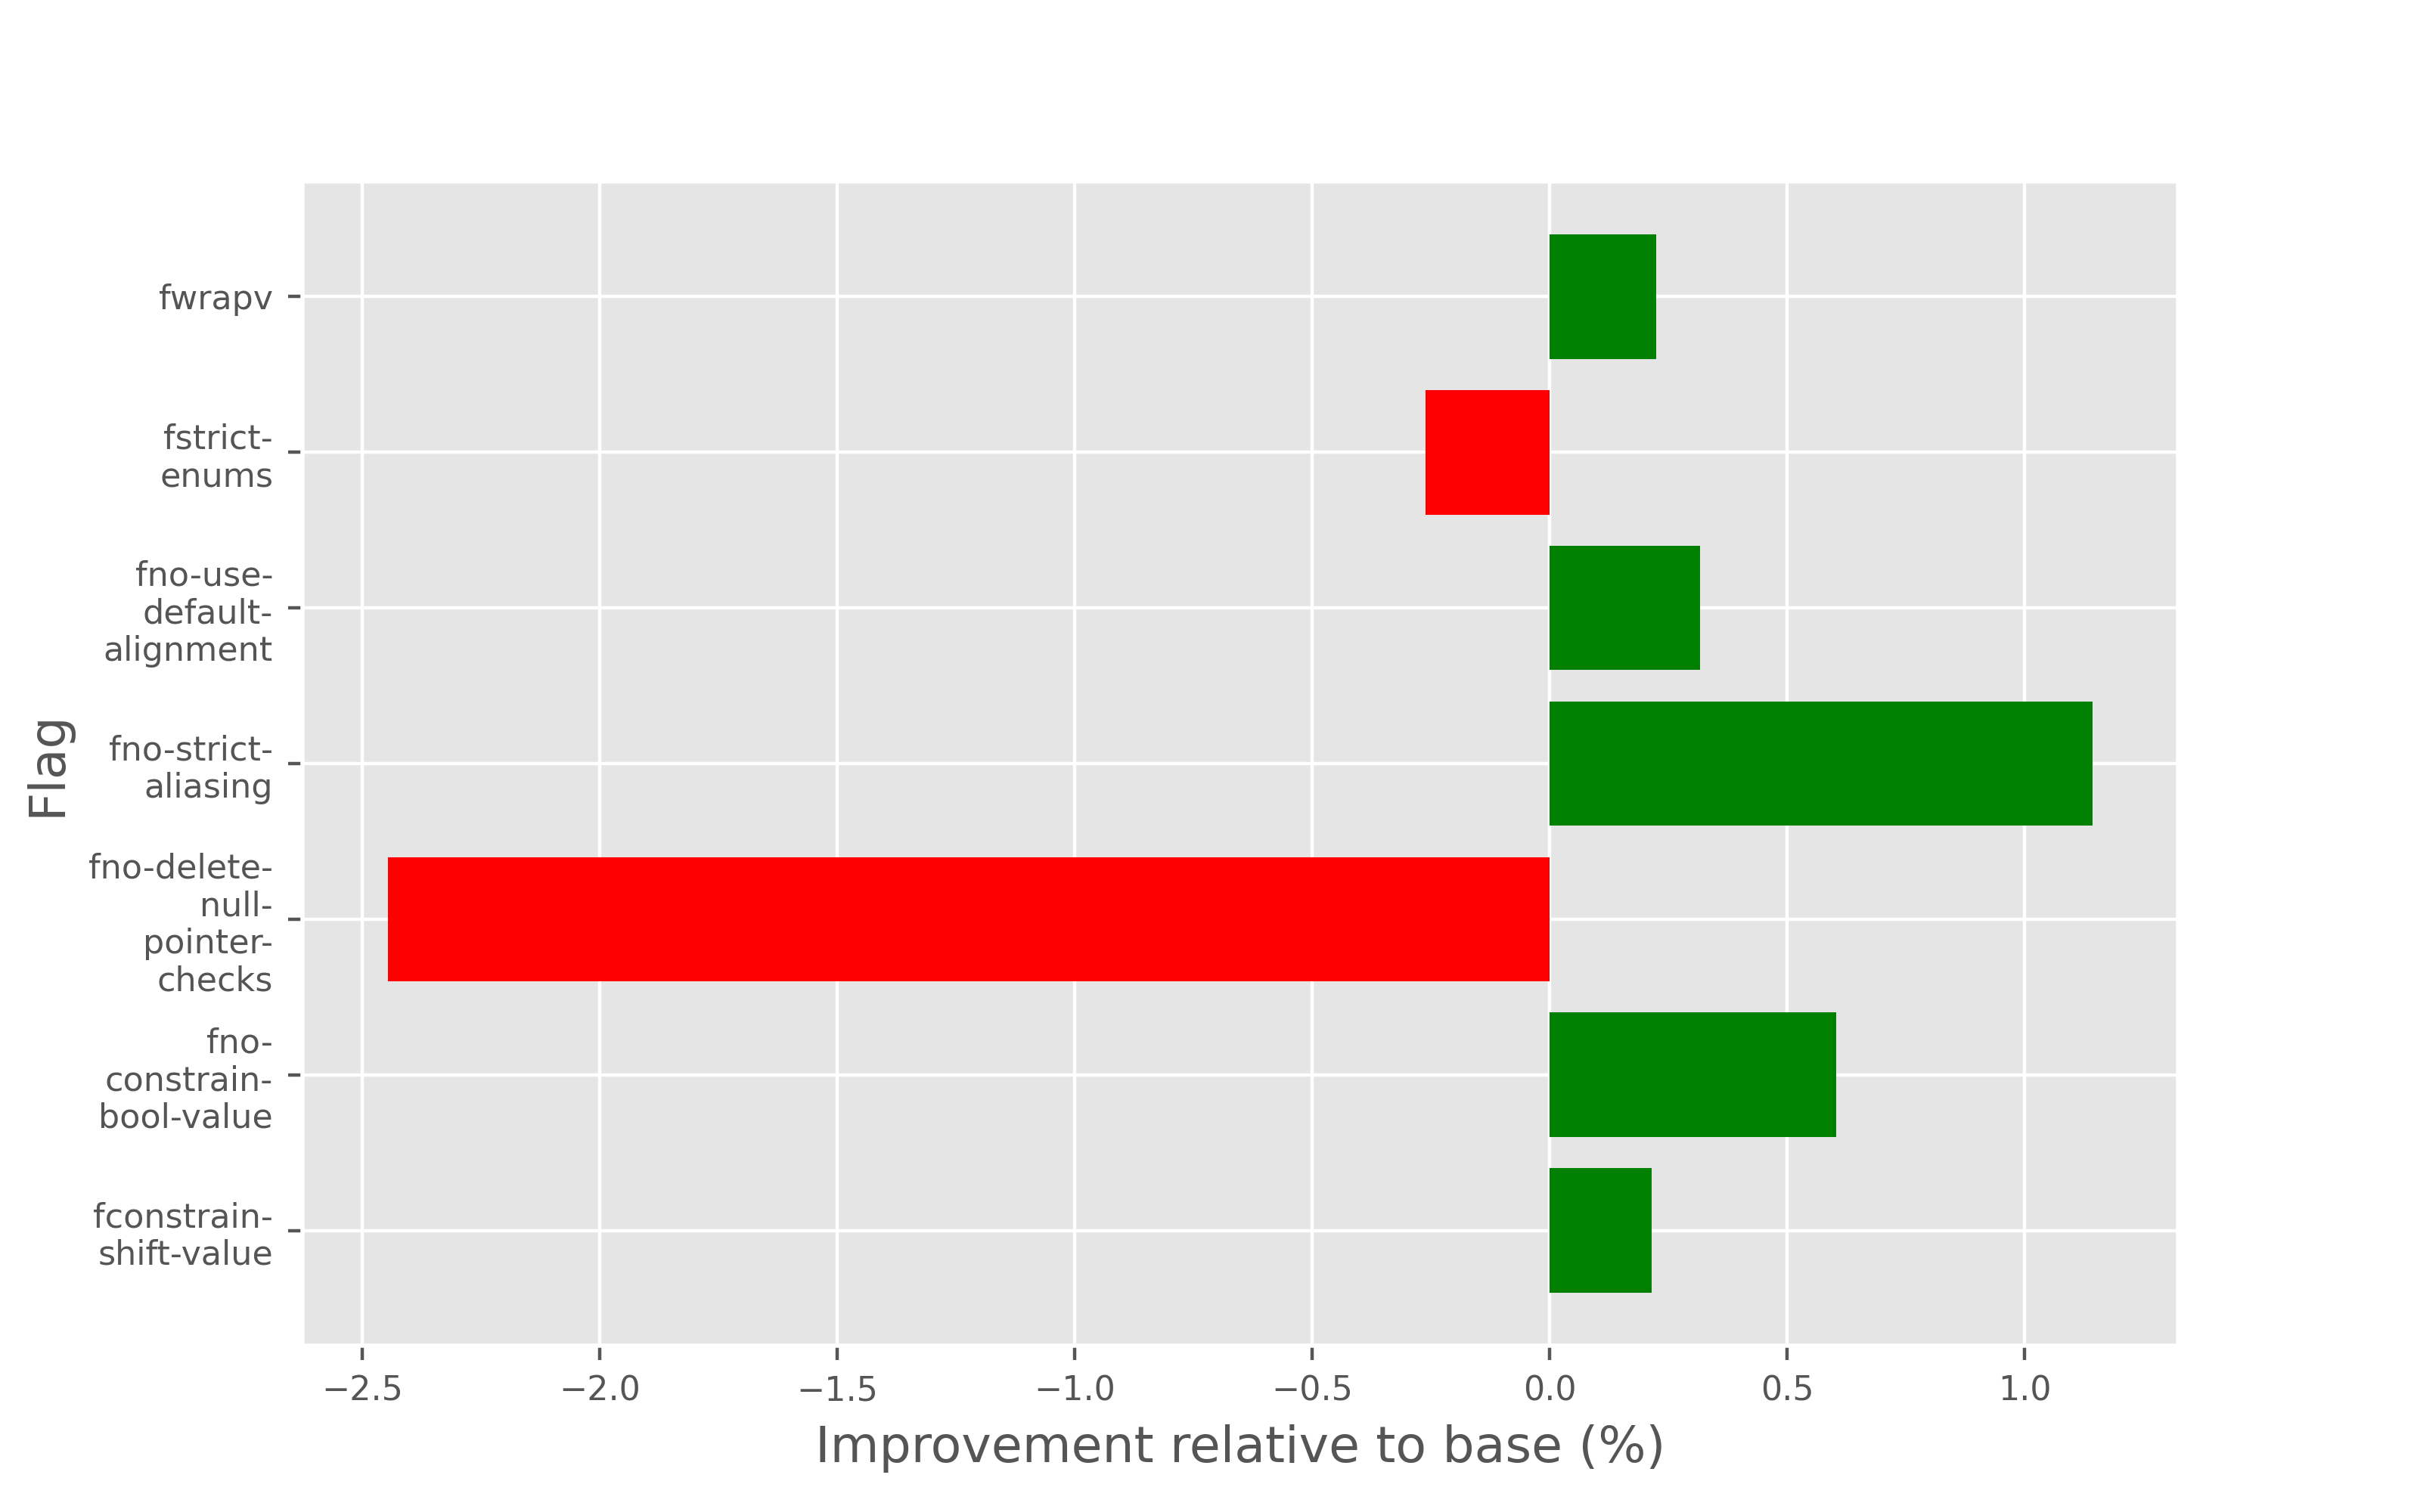 fwrapv
fstrict-
enums
fno-use-
default-
alignment
fno-strict-
aliasing
fno-delete-
null-
pointer-
checks
fno-
constrain-
bool-value
fconstrain-
shift-value
Flag
−2.5 −2.0 −1.5 −1.0 −0.5 0.0 0.5 1.0
Improvement relative to base (%)